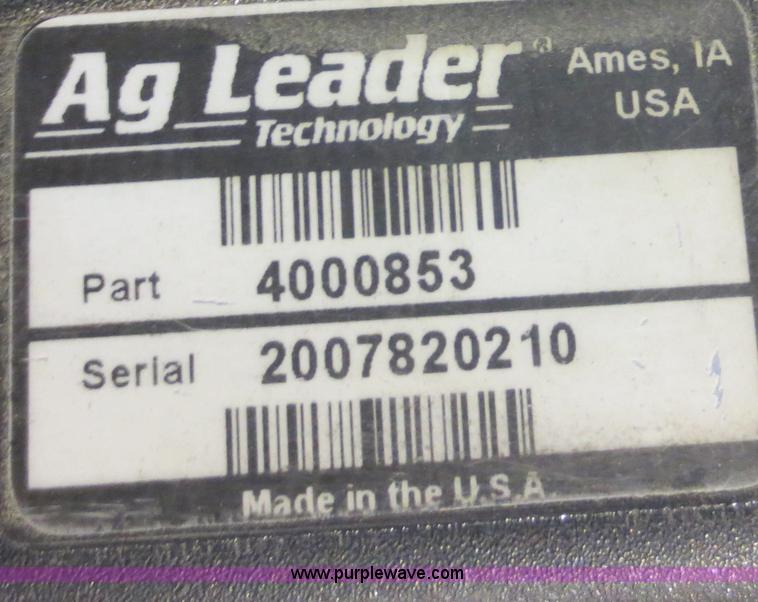 Ag Leader®
Technology
Ames, IA
USA
Part 4000853
Serial 2007820210
Made in the U.S.A.
www.purplewave.com